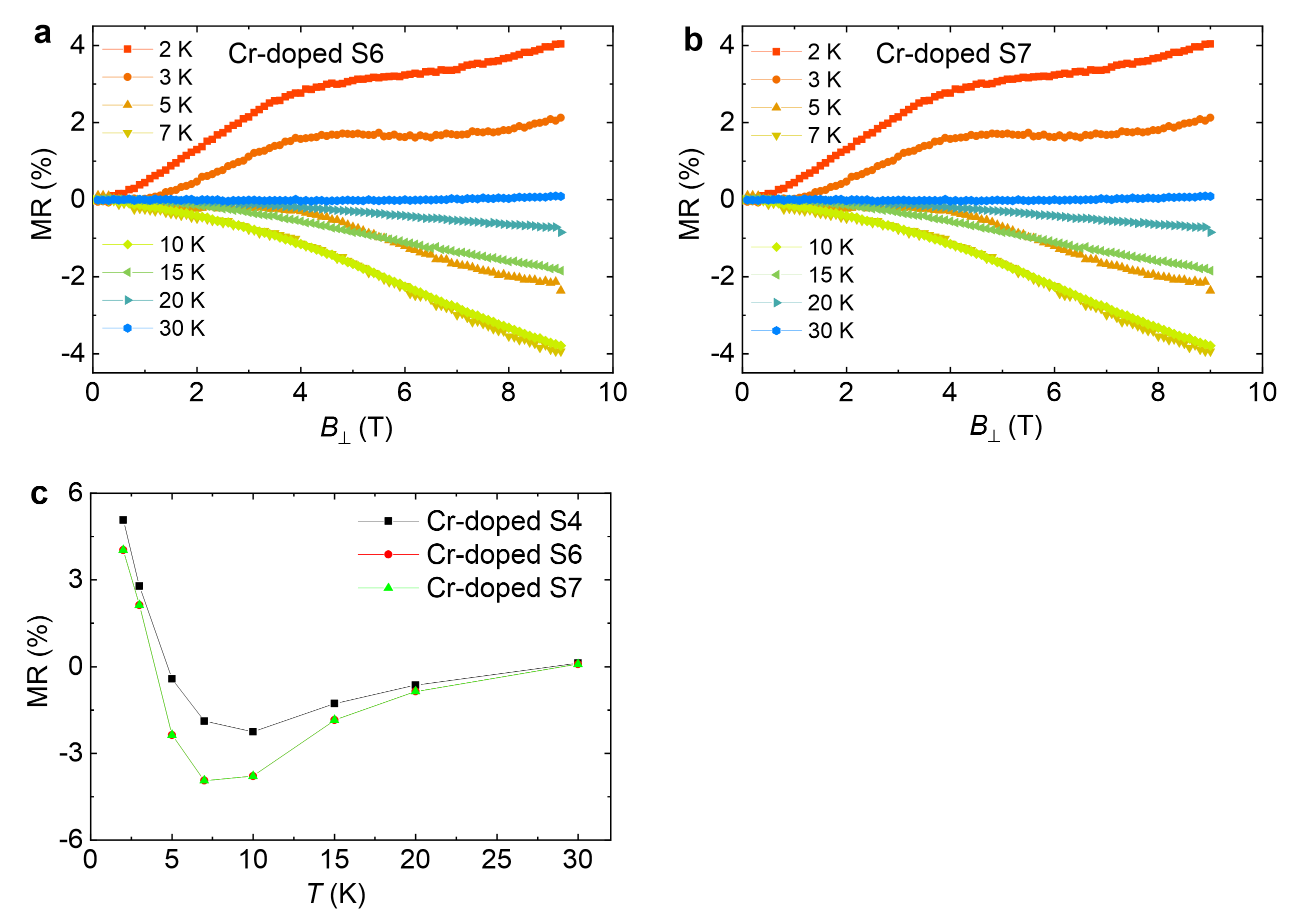 a
Cr-doped S6
2 K
3 K
5 K
7 K
10 K
15 K
20 K
30 K
4
2
0
-2
-4
MR (%)
0 2 4 6 8 10
B⊥ (T)
b
Cr-doped S7
2 K
3 K
5 K
7 K
10 K
15 K
20 K
30 K
4
2
0
-2
-4
MR (%)
0 2 4 6 8 10
B⊥ (T)
c
Cr-doped S4
Cr-doped S6
Cr-doped S7
6
3
0
-3
-6
MR (%)
0 5 10 15 20 25 30
T (K)